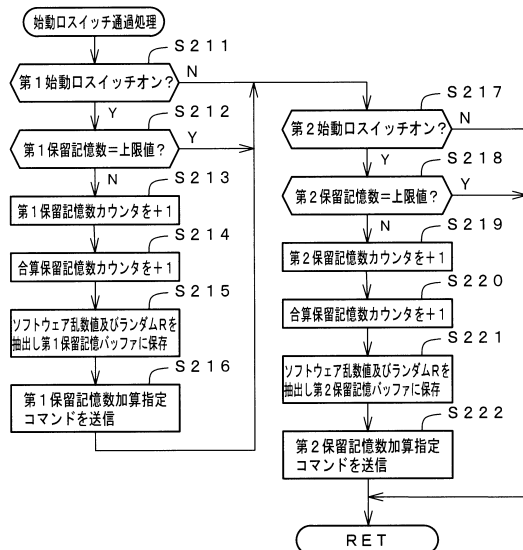 始動口スイッチ通過処理
S211
第1始動口スイッチオン?
N
Y
S212
第1保留記憶数=上限値?
Y
N
S213
第1保留記憶数カウンタを+1
S214
合算保留記憶数カウンタを+1
S215
ソフトウェア乱数値及びランダムRを
抽出し第1保留記憶バッファに保存
S216
第1保留記憶数加算指定
コマンドを送信
S217
第2始動口スイッチオン?
N
Y
S218
第2保留記憶数=上限値?
Y
N
S219
第2保留記憶数カウンタを+1
S220
合算保留記憶数カウンタを+1
S221
ソフトウェア乱数値及びランダムRを
抽出し第2保留記憶バッファに保存
S222
第2保留記憶数加算指定
コマンドを送信
RET